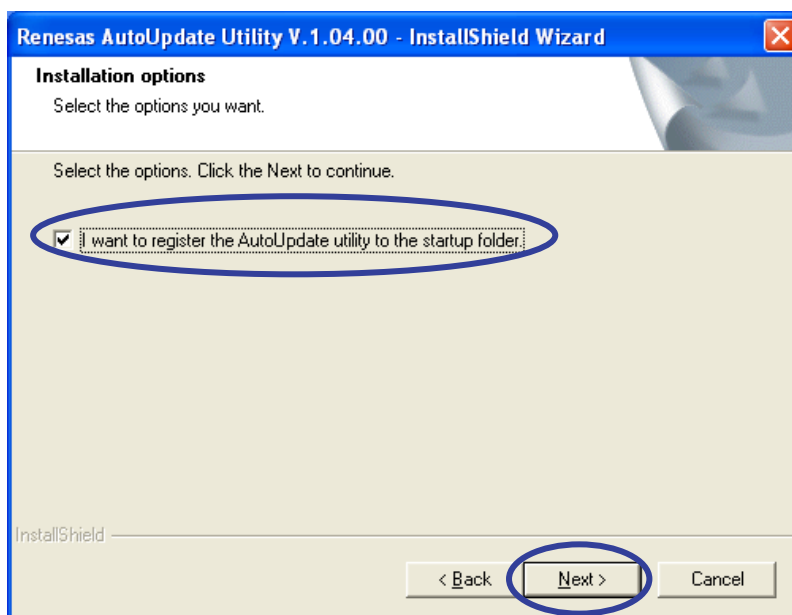 Renesas AutoUpdate Utility V.1.04.00 - InstallShield Wizard
Installation options
Select the options you want.
Select the options. Click the Next to continue.
I want to register the AutoUpdate utility to the startup folder.
InstallShield
< Back Next > Cancel